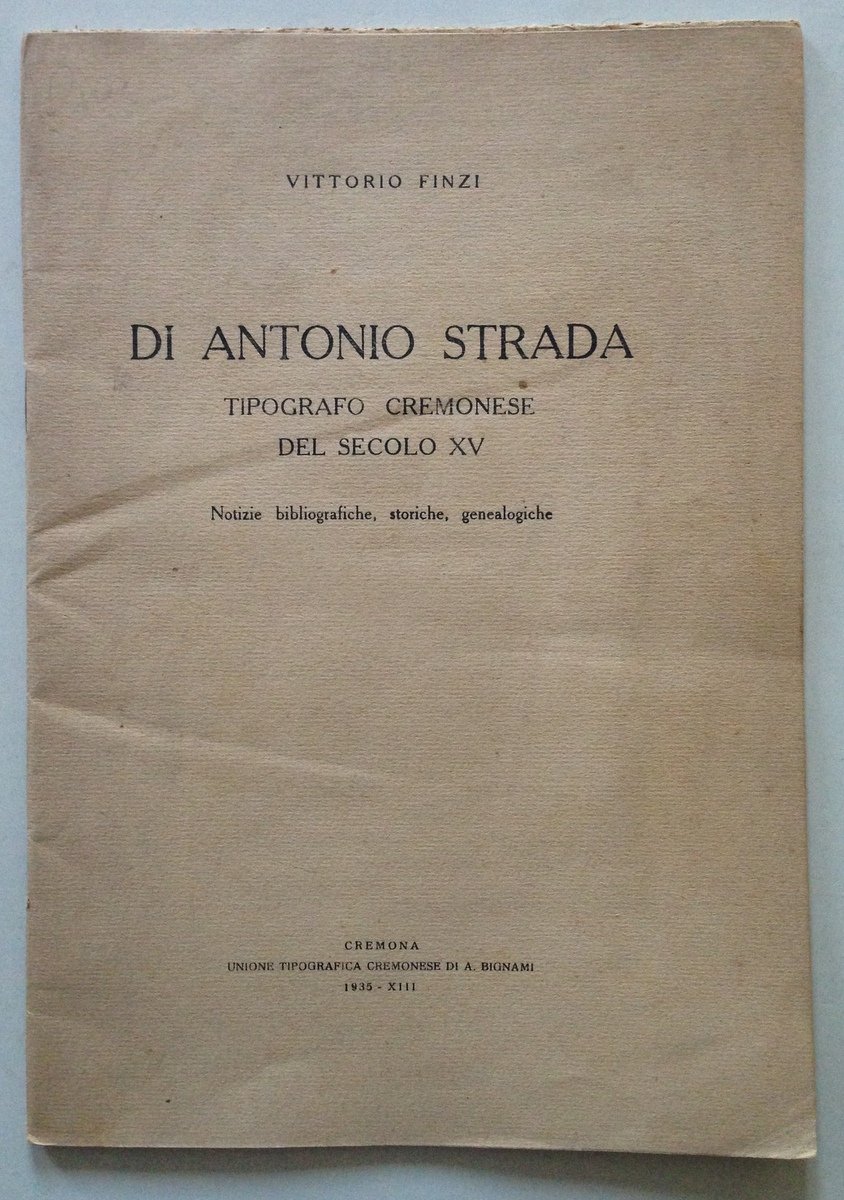 VITTORIO FINZI
DI ANTONIO STRADA
TIPOGRAFO CREMONESE
DEL SECOLO XV
Notizie bibliografiche, storiche, genealogiche
CREMONA
UNIONE TIPOGRAFICA CREMONESE DI A. BIGNAMI
1935 - XIII